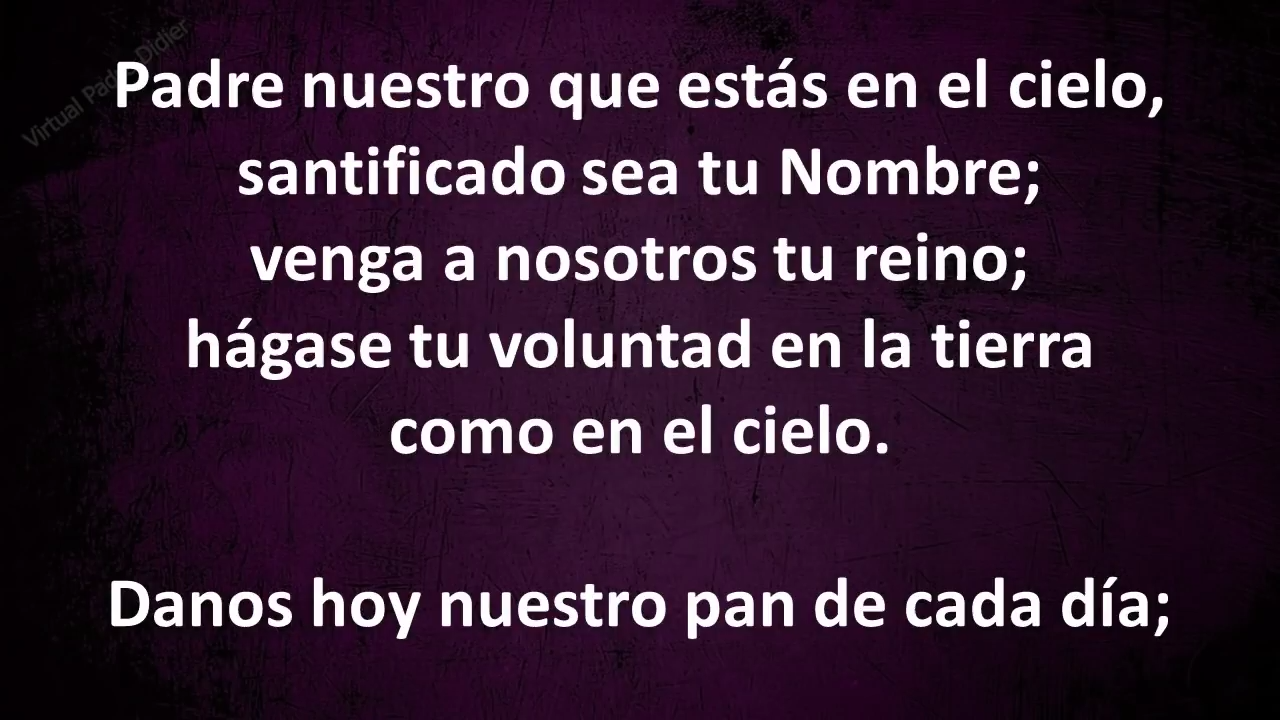 Virtual Padre Didier
Padre nuestro que estás en el cielo,
santificado sea tu Nombre;
venga a nosotros tu reino;
hágase tu voluntad en la tierra
como en el cielo.
Danos hoy nuestro pan de cada día;